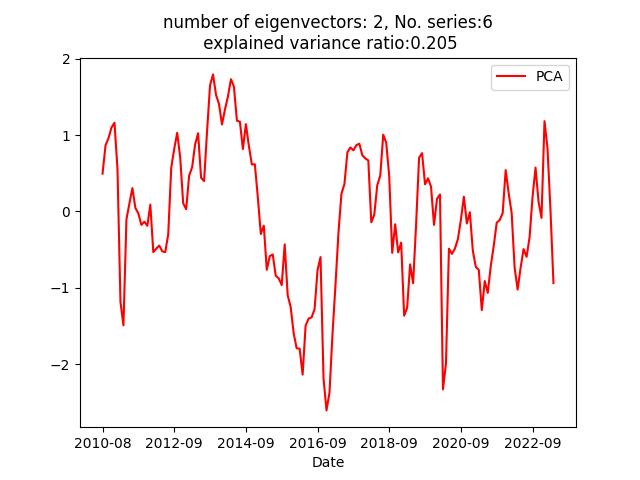 number of eigenvectors: 2, No. series:6
explained variance ratio:0.205
PCA
2
1
0
−1
−2
2010-08 2012-09 2014-09 2016-09 2018-09 2020-09 2022-09
Date